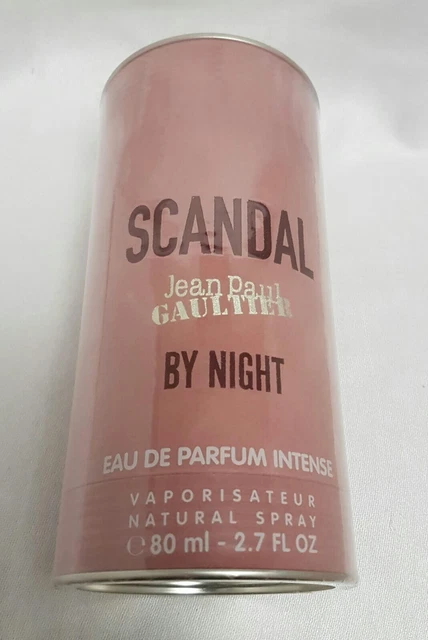 SCANDAL
Jean Paul
GAULTIER
BY NIGHT
EAU DE PARFUM INTENSE
VAPORISATEUR
NATURAL SPRAY
℮80 ml - 2.7 FL OZ